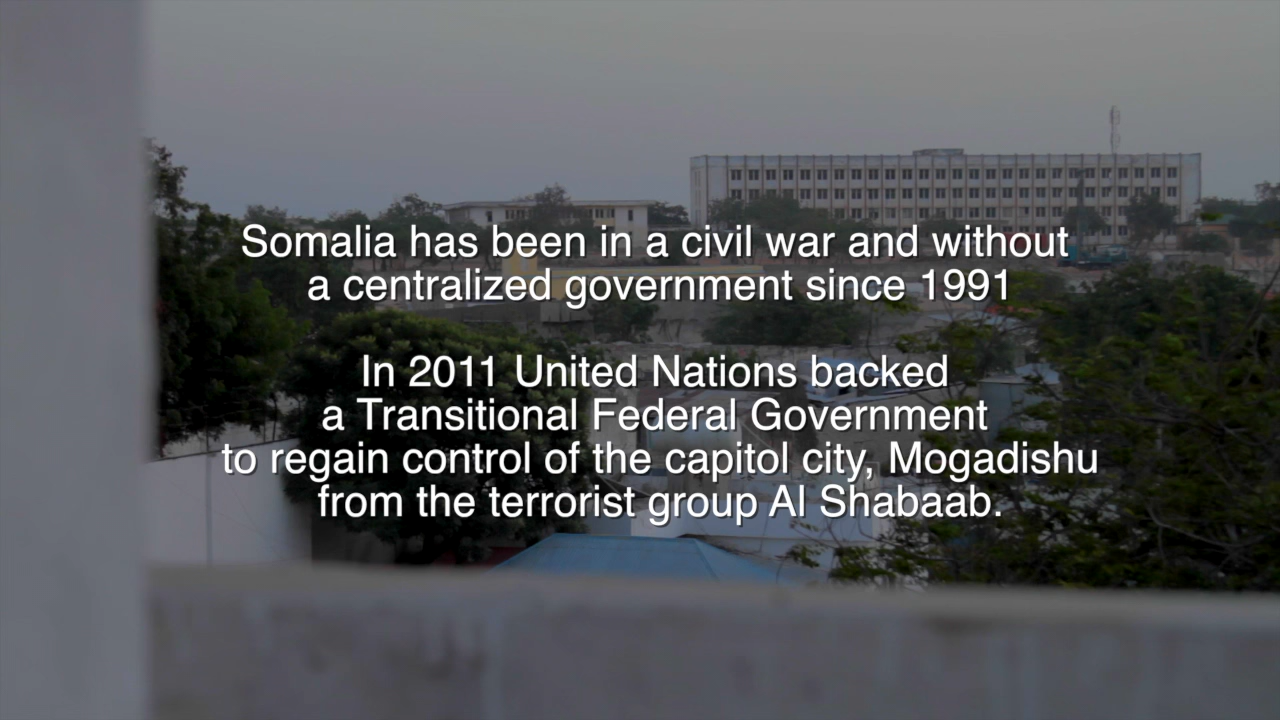 Somalia has been in a civil war and without
a centralized government since 1991
In 2011 United Nations backed
a Transitional Federal Government
to regain control of the capitol city, Mogadishu
from the terrorist group Al Shabaab.